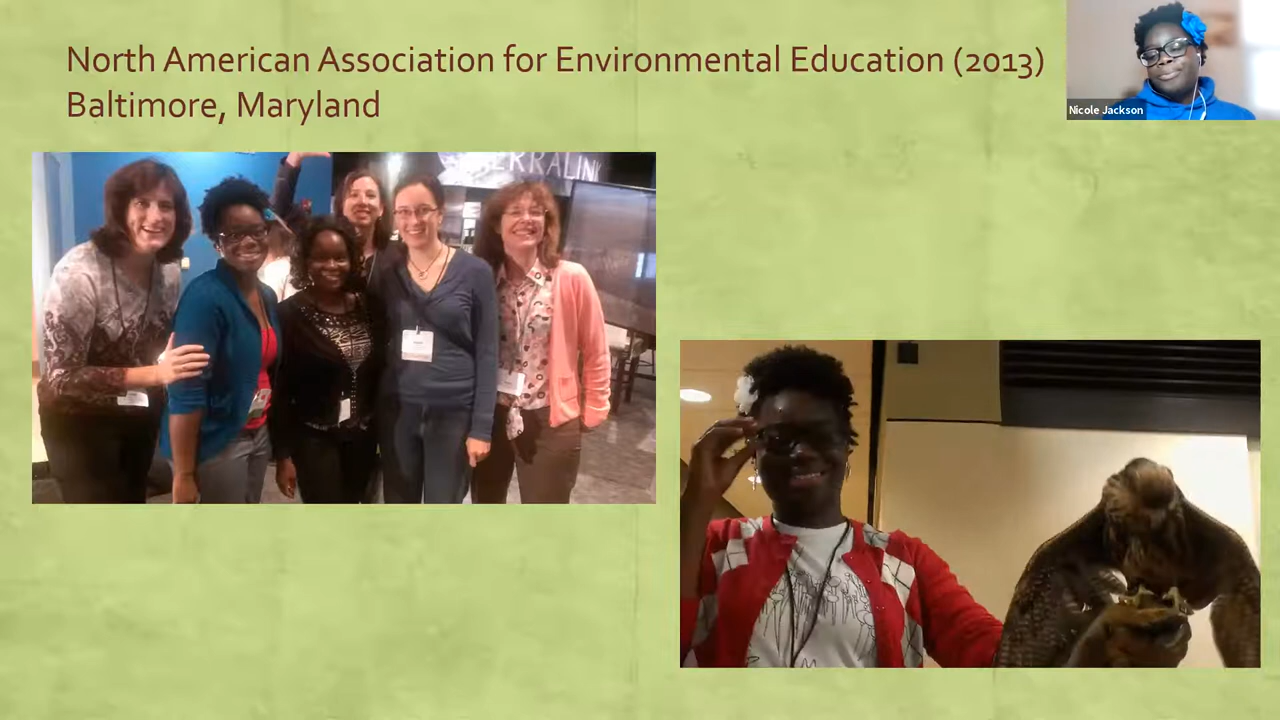 North American Association for Environmental Education (2013)
Baltimore, Maryland
Nicole Jackson